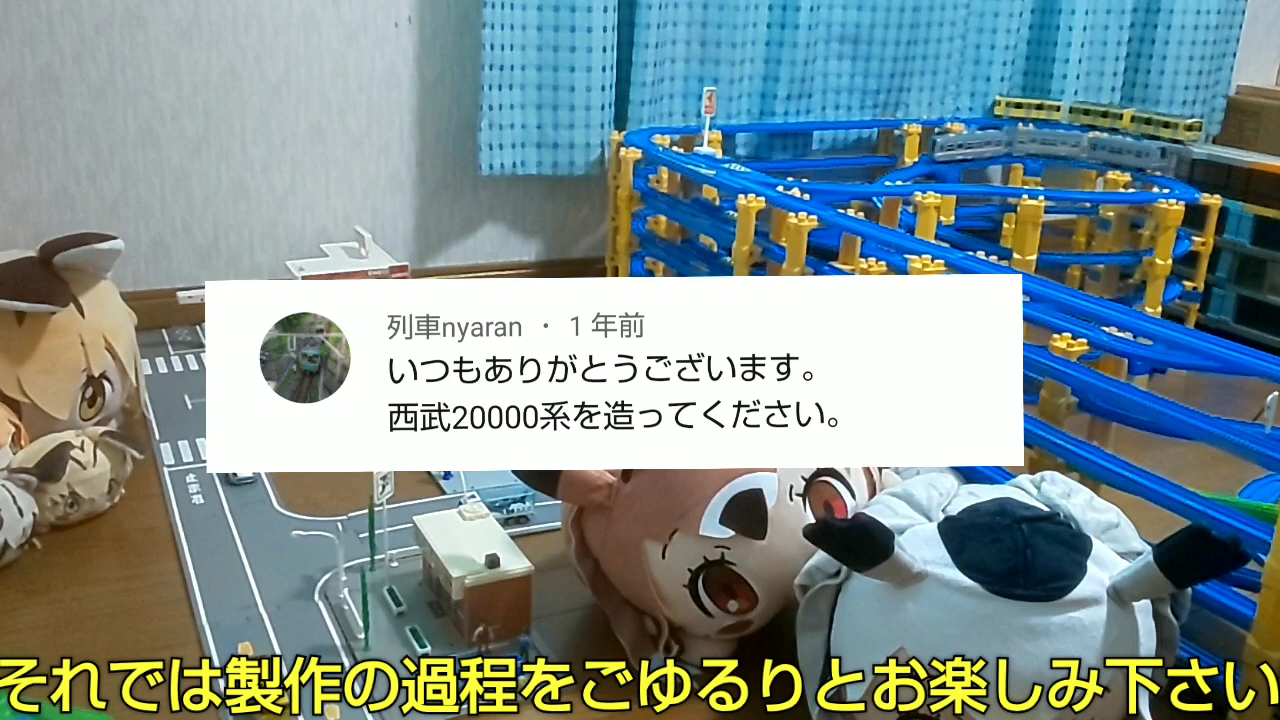 列車nyaran ・ 1 年前
いつもありがとうございます。
西武20000系を造ってください。
止まれ
それでは製作の過程をごゆるりとお楽しみ下さい